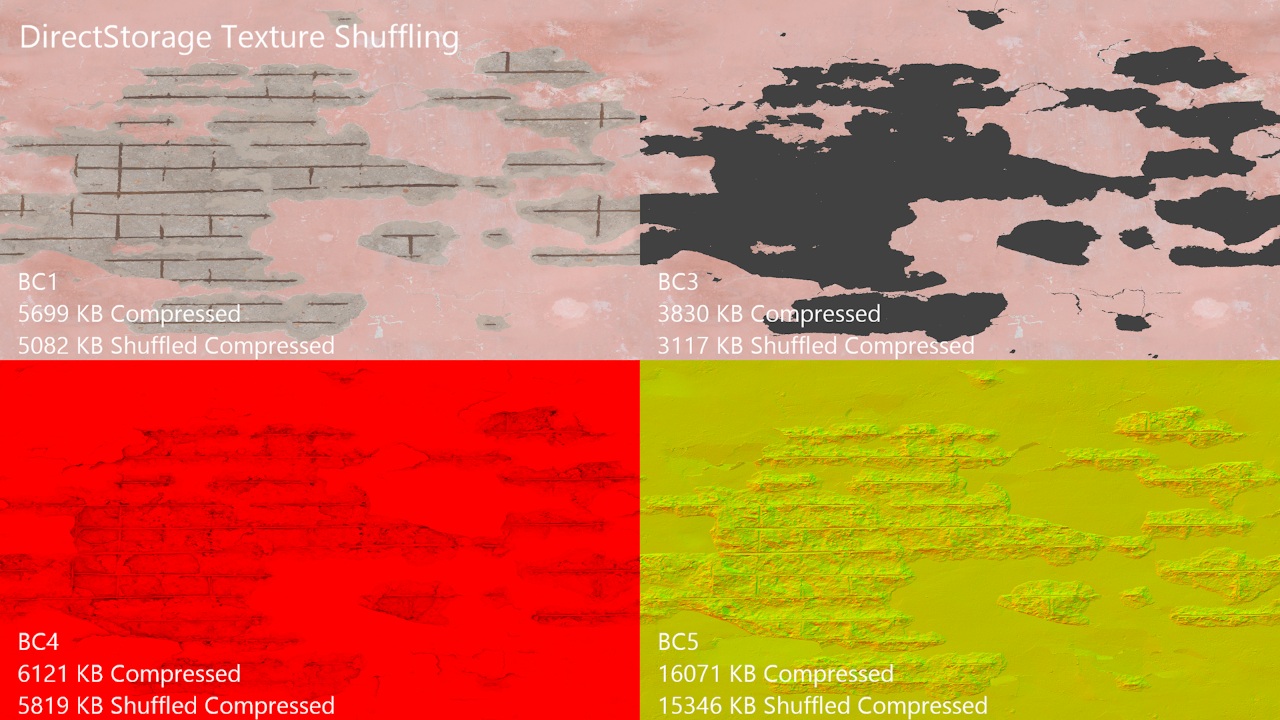 DirectStorage Texture Shuffling
BC1
5699 KB Compressed
5082 KB Shuffled Compressed
BC3
3830 KB Compressed
3117 KB Shuffled Compressed
BC4
6121 KB Compressed
5819 KB Shuffled Compressed
BC5
16071 KB Compressed
15346 KB Shuffled Compressed